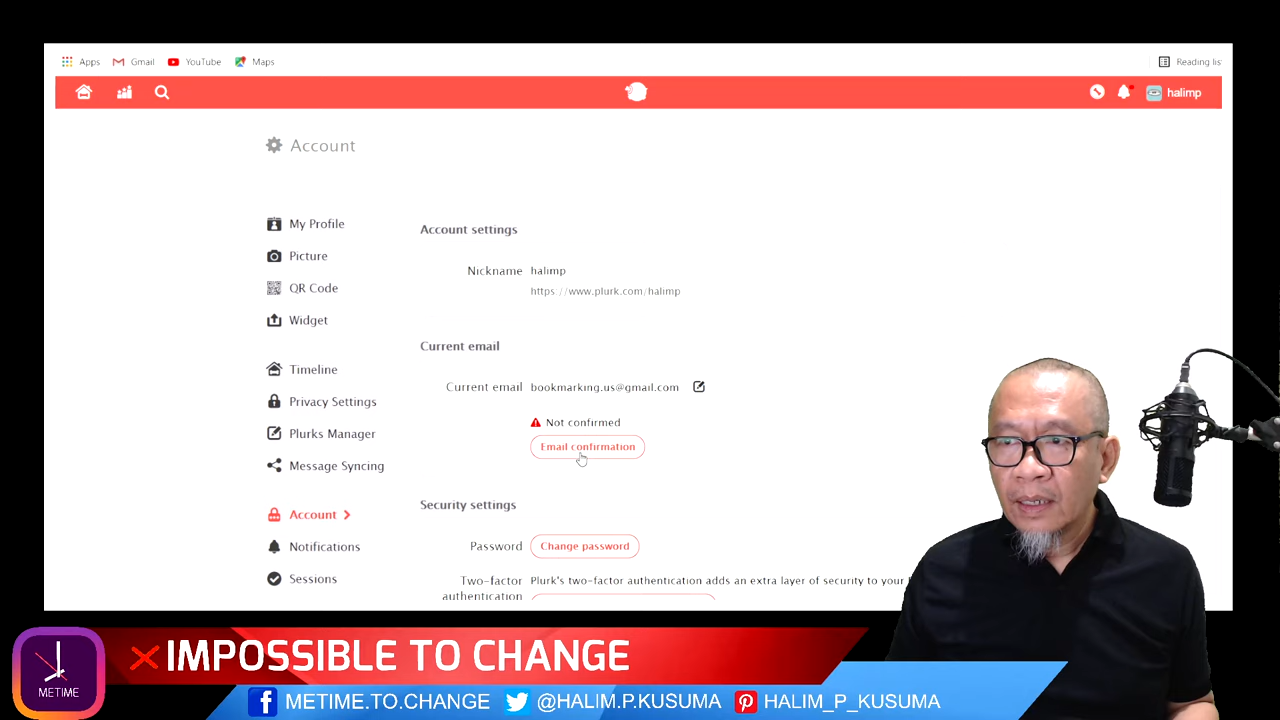 Apps Gmail YouTube Maps Reading lis
halimp
Account
My Profile
Picture
QR Code
Widget
Timeline
Privacy Settings
Plurks Manager
Message Syncing
Account
Notifications
Sessions
Account settings
Nickname halimp
https://www.plurk.com/halimp
Current email
Current email bookmarking.us@gmail.com
Not confirmed
Email confirmation
Security settings
Password Change password
Two-factor authentication Plurk's two-factor authentication adds an extra layer of security to your
METIME
IMPOSSIBLE TO CHANGE
METIME.TO.CHANGE @HALIM.P.KUSUMA HALIM_P_KUSUMA